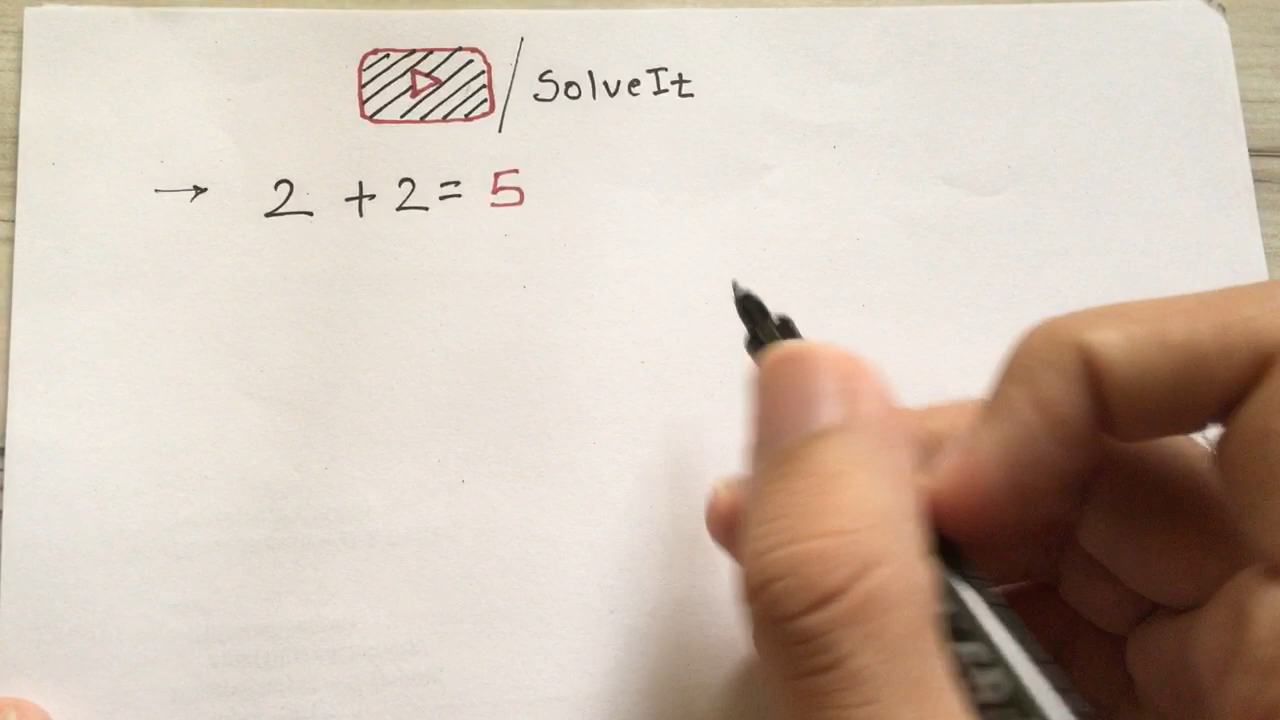 / SolveIt
→ 2 + 2 = 5